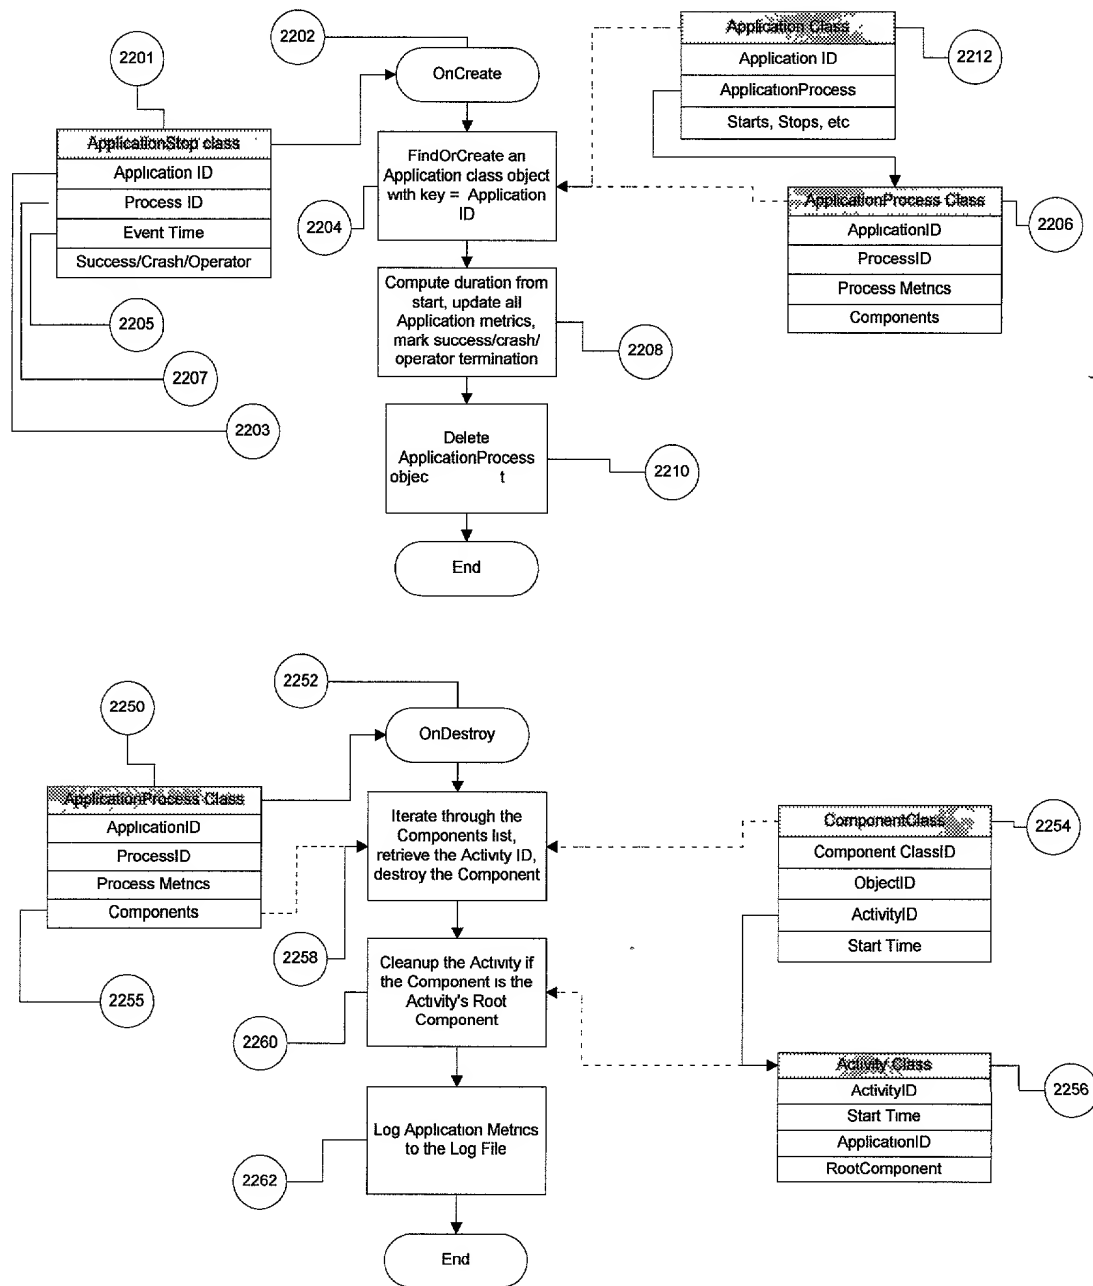 2202
2201
OnCreate
Application Class
Application ID
ApplicationProcess
Starts, Stops, etc
2212
ApplicationStop class
Application ID
Process ID
Event Time
Success/Crash/Operator
FindOrCreate an
Application class object
with key = Application
ID
2204
ApplicationProcess Class
ApplicationID
ProcessID
Process Metrics
Components
2206
2205
2207
2203
Compute duration from
start, update all
Application metrics,
mark success/crash/
operator termination
2208
Delete
ApplicationProcess
objec t
2210
End
2252
2250
OnDestroy
ApplicationProcess Class
ApplicationID
ProcessID
Process Metrics
Components
2255
Iterate through the
Components list,
retrieve the Activity ID,
destroy the Component
2258
ComponentClass
Component ClassID
ObjectID
ActivityID
Start Time
2254
Cleanup the Activity if
the Component is the
Activity's Root
Component
2260
Activity Class
ActivityID
Start Time
ApplicationID
RootComponent
2256
Log Application Metrics
to the Log File
2262
End